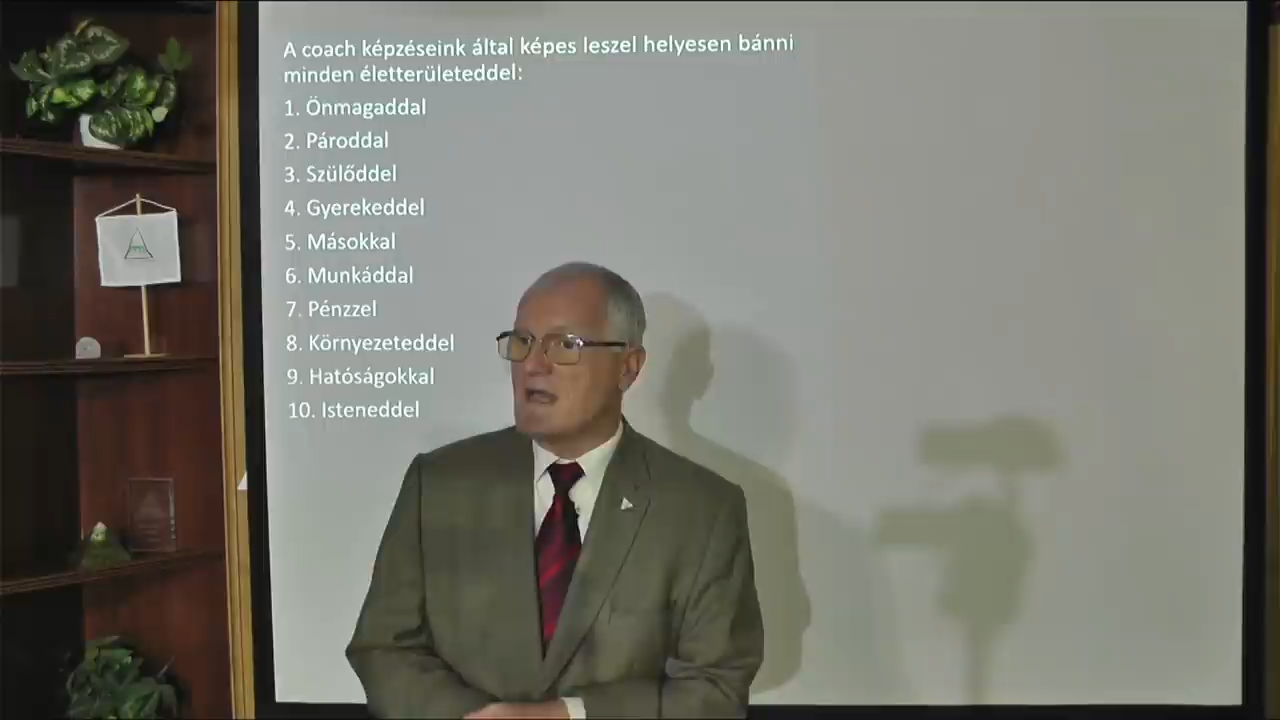 A coach képzéseink által képes leszel helyesen bánni
minden életterületeddel:
1. Önmagaddal
2. Pároddal
3. Szülőddel
4. Gyerekeddel
5. Másokkal
6. Munkáddal
7. Pénzzel
8. Környezeteddel
9. Hatóságokkal
10. Isteneddel